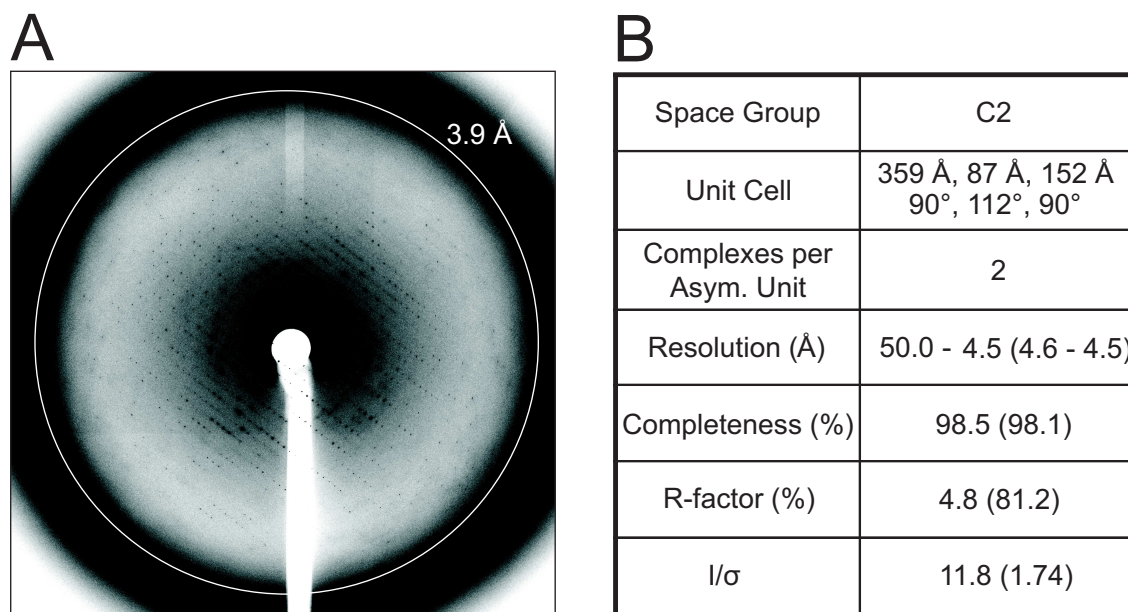 A
3.9 Å
B
Space Group
C2
Unit Cell
359 Å, 87 Å, 152 Å
90°, 112°, 90°
Complexes per
Asym. Unit
2
Resolution (Å)
50.0 - 4.5 (4.6 - 4.5)
Completeness (%)
98.5 (98.1)
R-factor (%)
4.8 (81.2)
I/σ
11.8 (1.74)